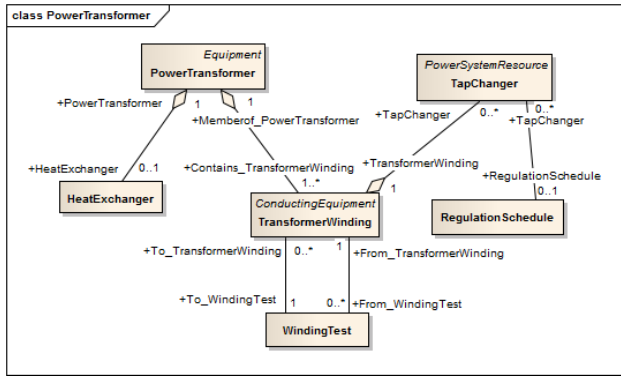 class PowerTransformer
Equipment
PowerTransformer
PowerSystemResource
TapChanger
+PowerTransformer
1
1
+Memberof_PowerTransformer
0..*
0..*
+TapChanger
+TapChanger
+HeatExchanger
0..1
+Contains_TransformerWinding
1..*
+TransformerWinding
1
+RegulationSchedule
0..1
HeatExchanger
ConductingEquipment
TransformerWinding
RegulationSchedule
+To_TransformerWinding
0..*
1
+From_TransformerWinding
+To_WindingTest
1
0..*
+From_WindingTest
WindingTest